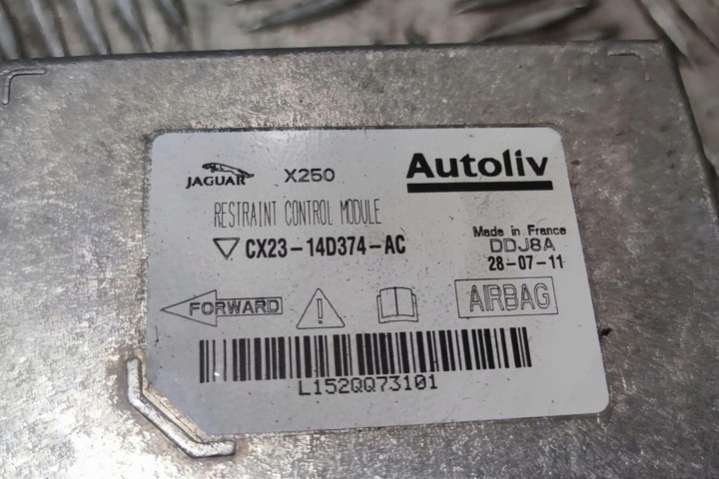 JAGUAR X250 Autoliv
RESTRAINT CONTROL MODULE
CX23-14D374-AC
Made in France
DDJ8A
28-07-11
FORWARD
AIRBAG
L152QQ73101